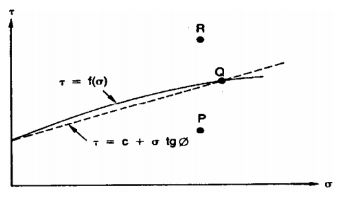 τ
R
Q
τ = f(σ)
P
τ = c + σ tg Ø
σ